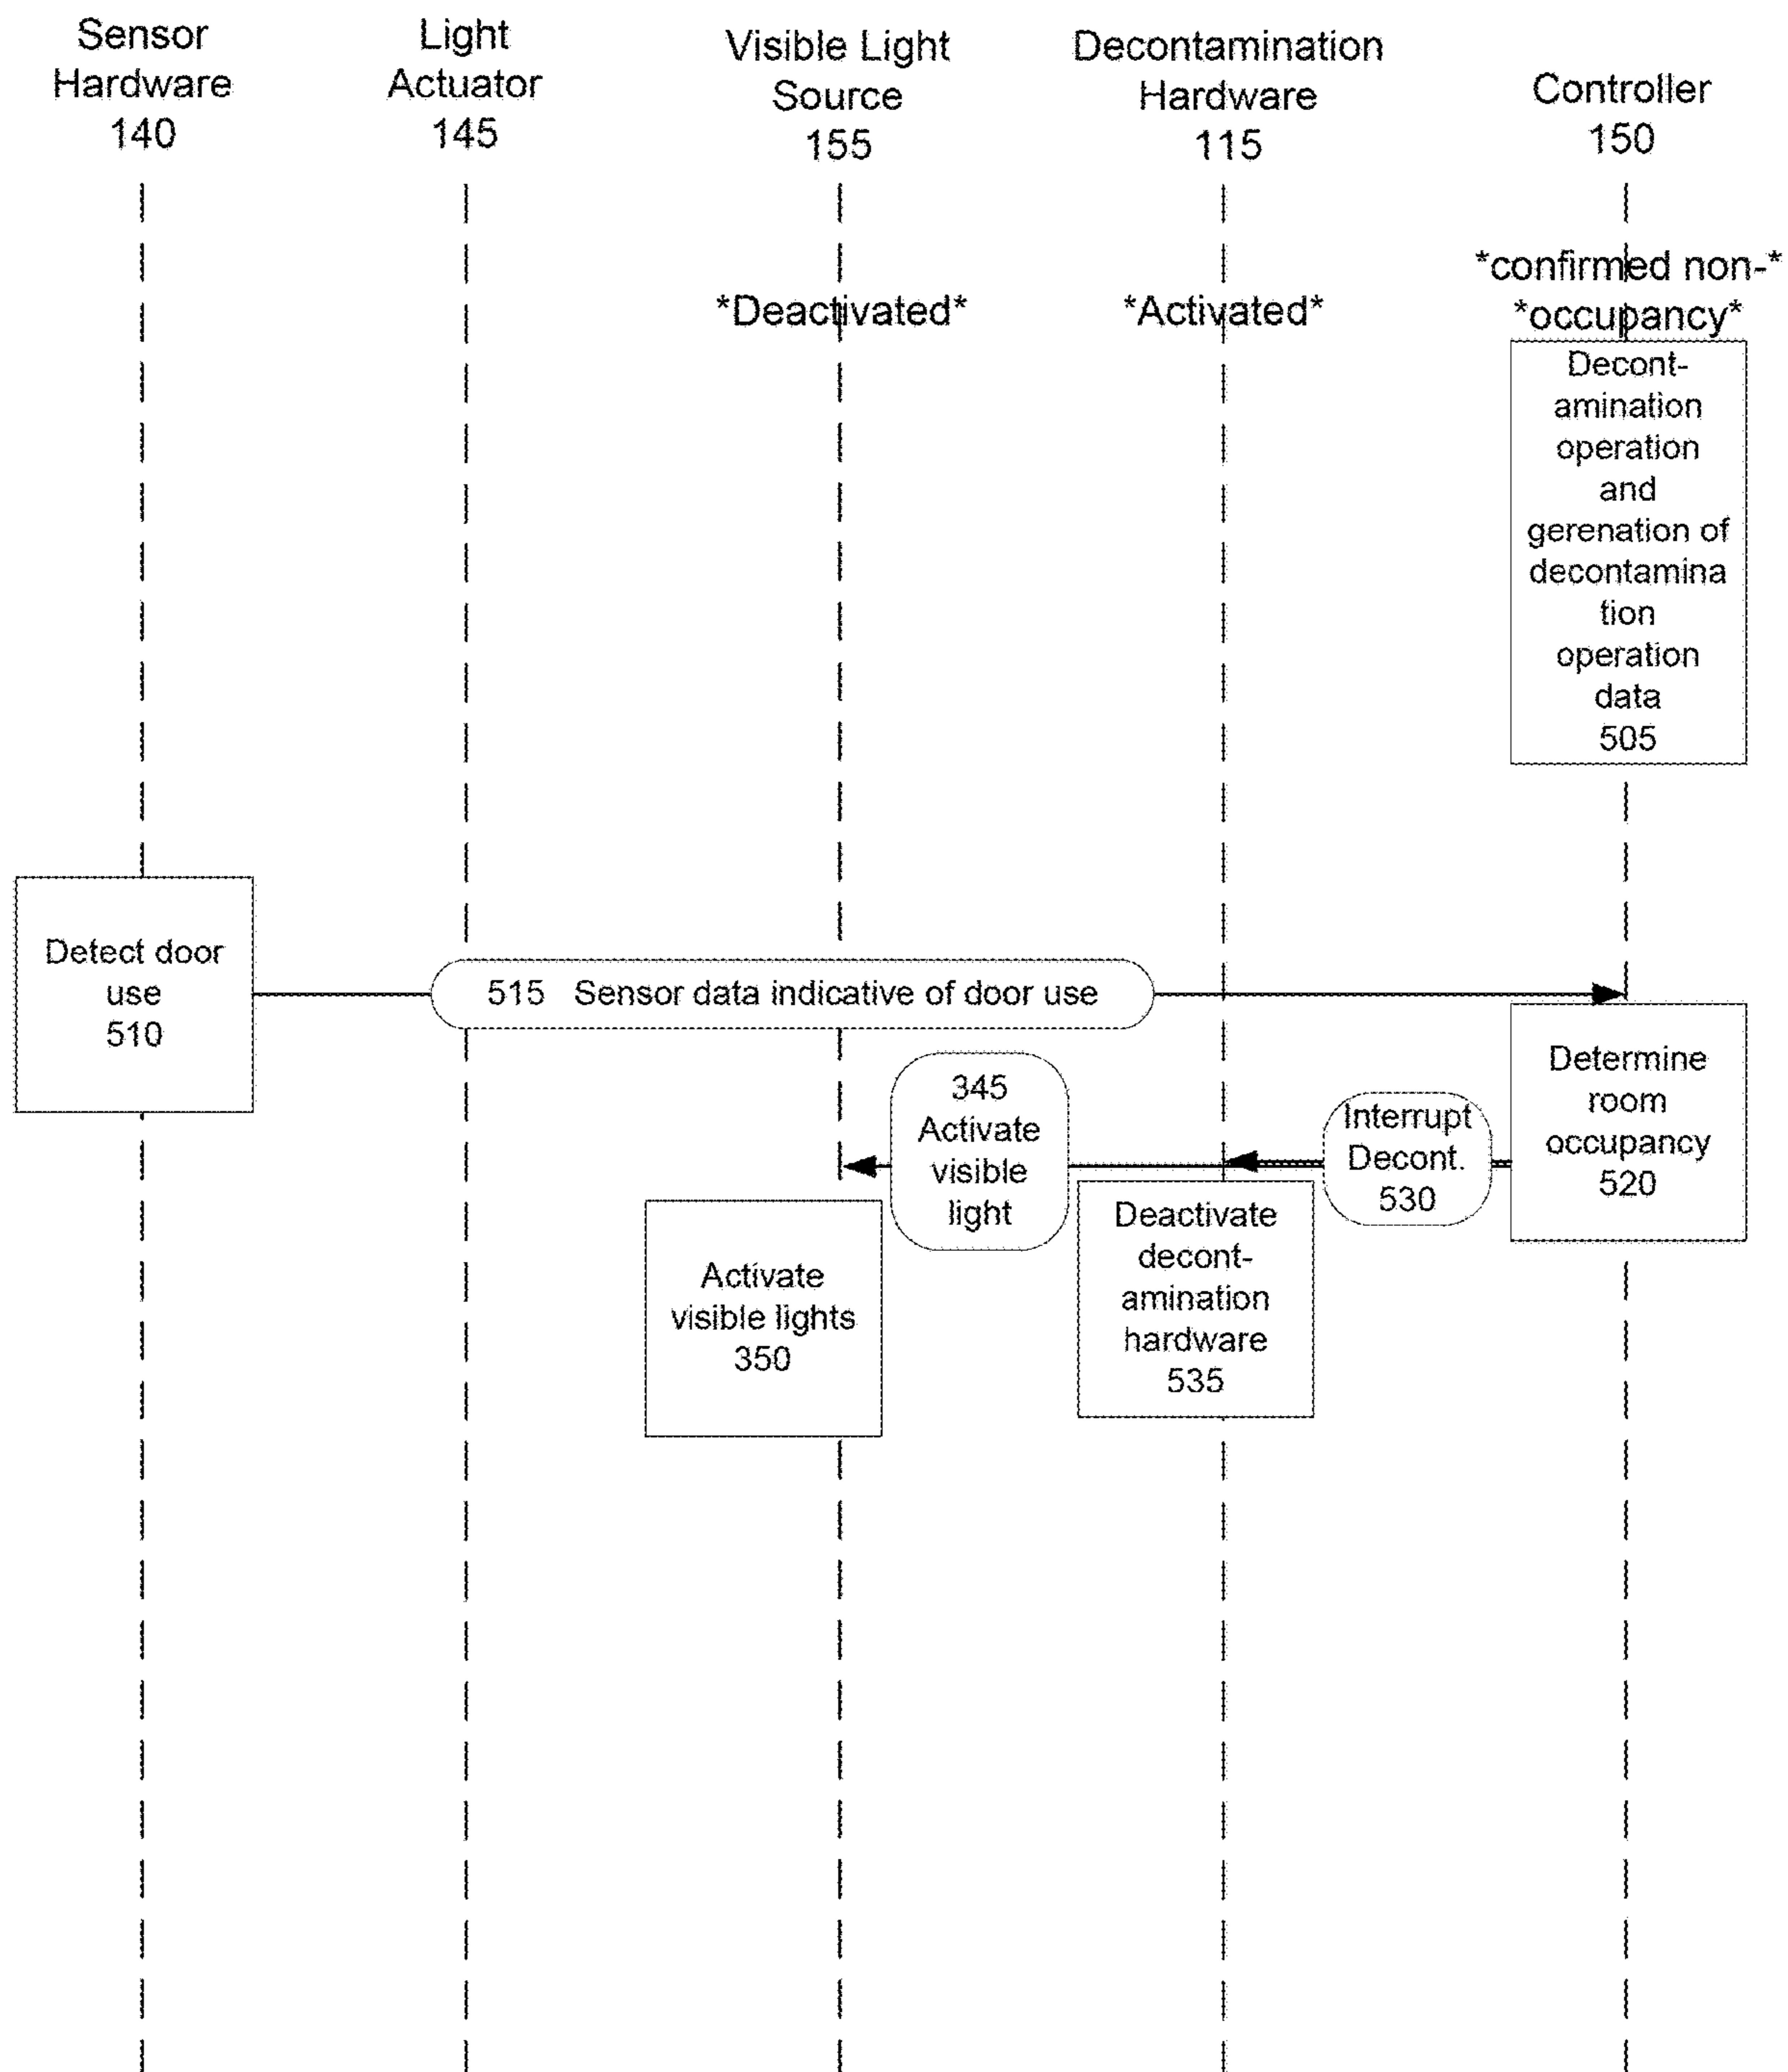 Sensor
Hardware
140
Light
Actuator
145
Visible Light
Source
155
Decontamination
Hardware
115
Controller
150
*Deactivated*
*Activated*
*confirmed non-*
*occupancy*
Decont-
amination
operation
and
gerenation of
decontamina
tion
operation
data
505
Detect door
use
510
515 Sensor data indicative of door use
Determine
room
occupancy
520
Interrupt
Decont.
530
345
Activate
visible
light
Deactivate
decont-
amination
hardware
535
Activate
visible lights
350